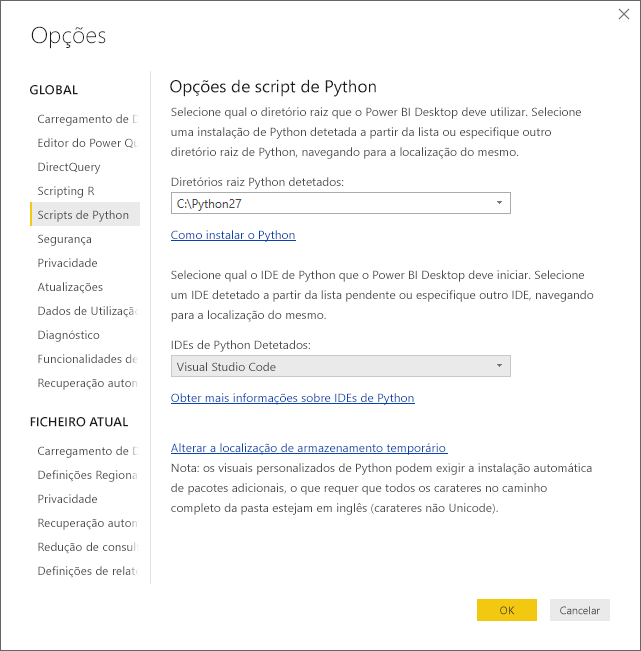 Opções
GLOBAL
Carregamento de D
Editor do Power Qu
DirectQuery
Scripting R
Scripts de Python
Segurança
Privacidade
Atualizações
Dados de Utilização
Diagnóstico
Funcionalidades de
Recuperação autom
FICHEIRO ATUAL
Carregamento de D
Definições Regiona
Privacidade
Recuperação autom
Redução de consult
Definições de relató
Opções de script de Python
Selecione qual o diretório raiz que o Power BI Desktop deve utilizar. Selecione
uma instalação de Python detetada a partir da lista ou especifique outro
diretório raiz de Python, navegando para a localização do mesmo.
Diretórios raiz Python detetados:
C:\Python27
Como instalar o Python
Selecione qual o IDE de Python que o Power BI Desktop deve iniciar. Selecione
um IDE detetado a partir da lista pendente ou especifique outro IDE, navegando
para a localização do mesmo.
IDEs de Python Detetados:
Visual Studio Code
Obter mais informações sobre IDEs de Python
Alterar a localização de armazenamento temporário
Nota: os visuais personalizados de Python podem exigir a instalação automática
de pacotes adicionais, o que requer que todos os carateres no caminho
completo da pasta estejam em inglês (carateres não Unicode).
OK
Cancelar